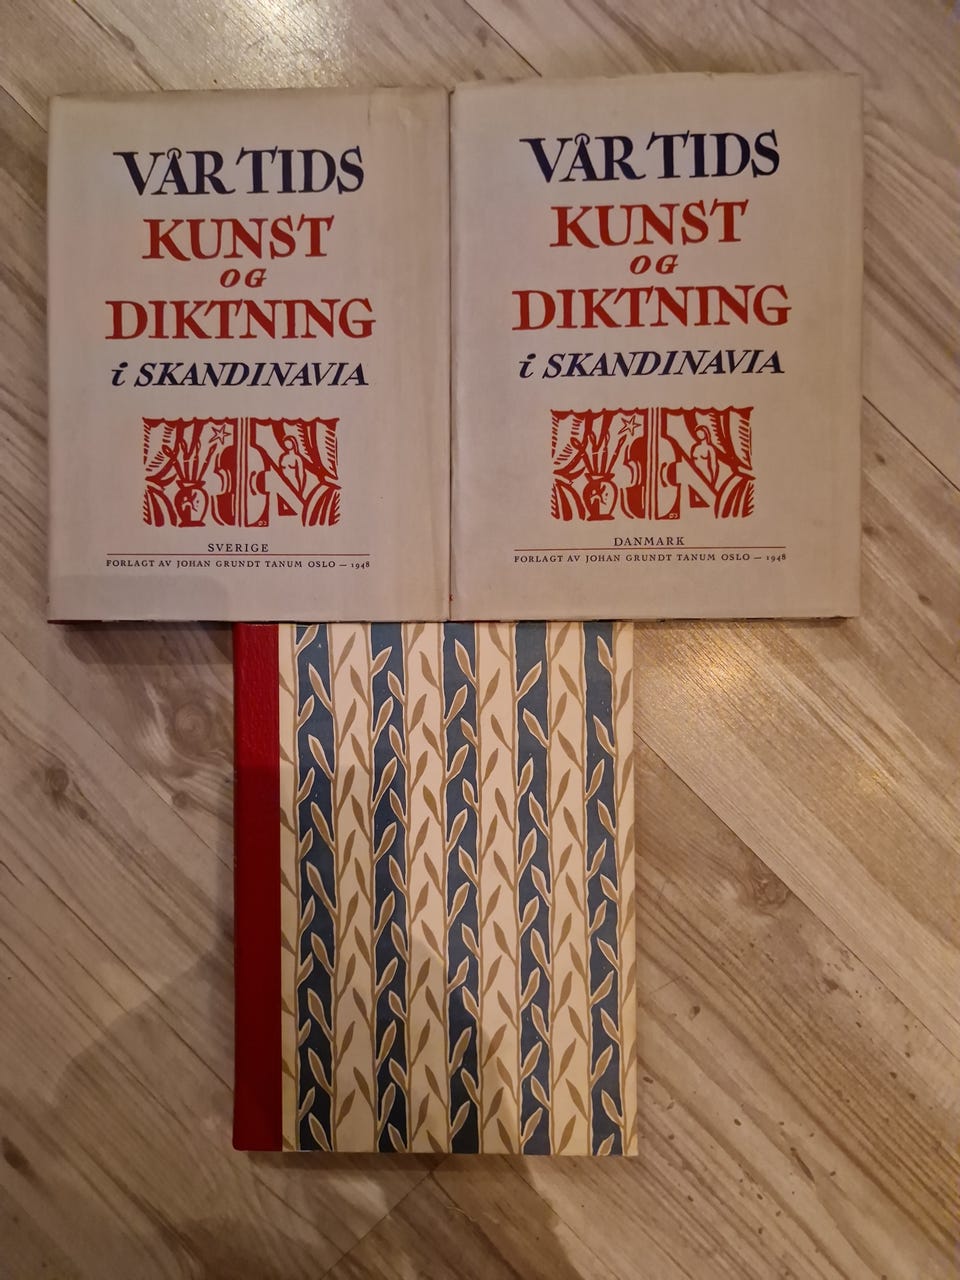 VÅR TIDS
KUNST
OG
DIKTNING
i SKANDINAVIA
SVERIGE
FORLAGT AV JOHAN GRUNDT TANUM OSLO — 1948
VÅR TIDS
KUNST
OG
DIKTNING
i SKANDINAVIA
DANMARK
FORLAGT AV JOHAN GRUNDT TANUM OSLO — 1948